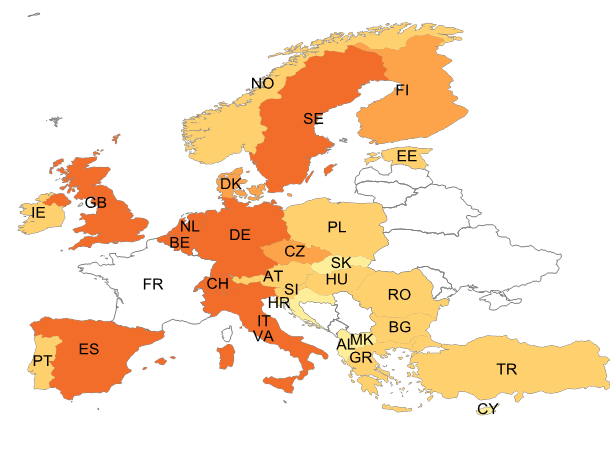 NO
FI
SE
EE
DK
IE
GB
NL
BE
DE
PL
CZ
SK
AT
HU
FR
CH
SI
HR
RO
IT
VA
BG
PT
ES
AL
MK
GR
TR
CY